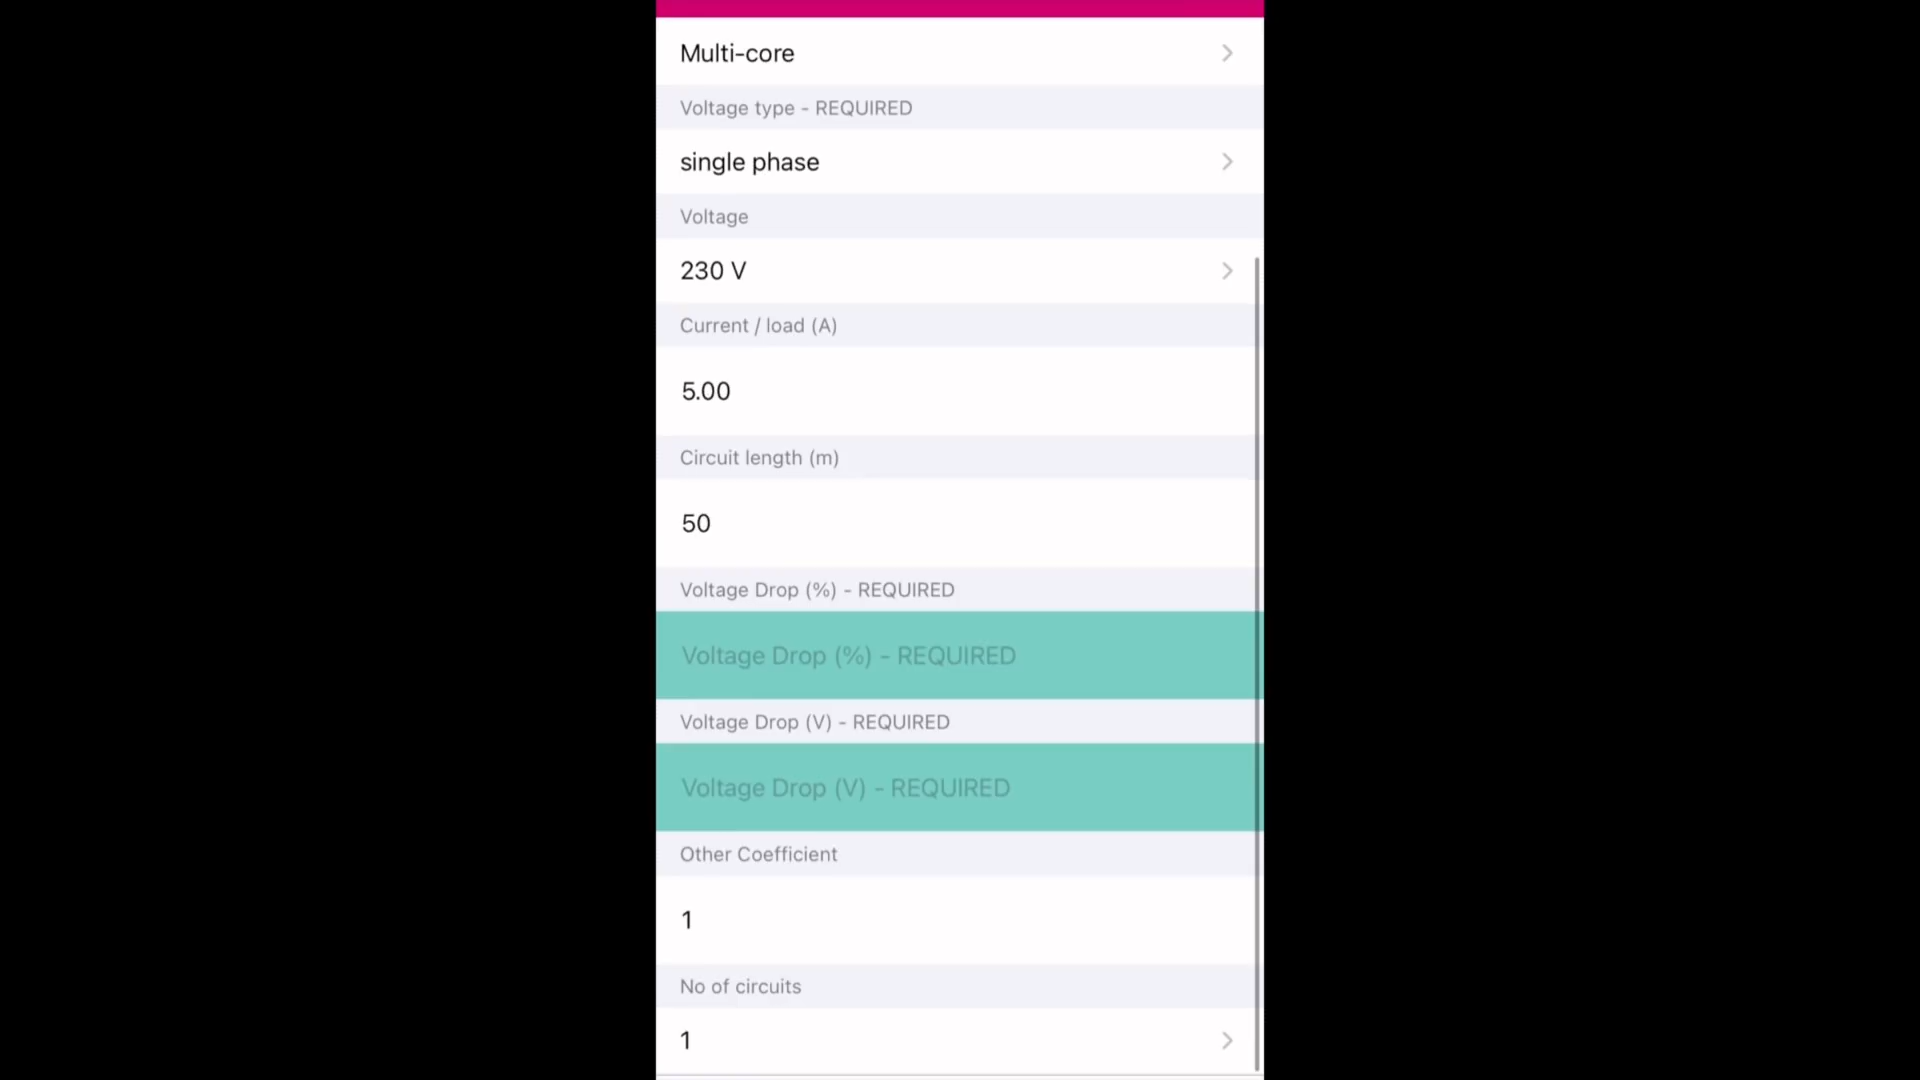 Multi-core
Voltage type - REQUIRED
single phase
Voltage
230 V
Current / load (A)
5.00
Circuit length (m)
50
Voltage Drop (%) - REQUIRED
Voltage Drop (%) - REQUIRED
Voltage Drop (V) - REQUIRED
Voltage Drop (V) - REQUIRED
Other Coefficient
1
No of circuits
1